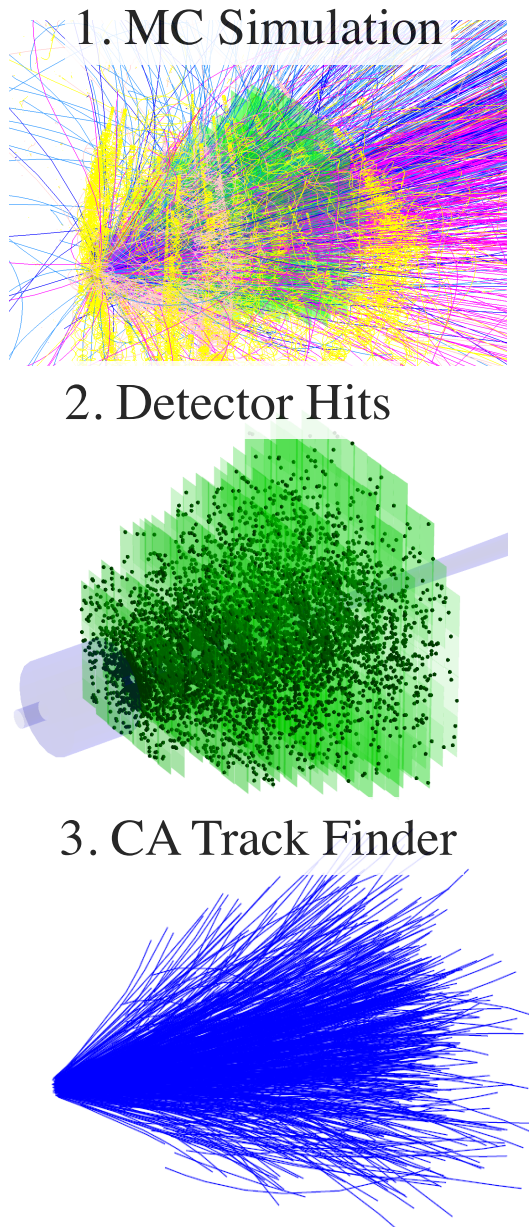 1. MC Simulation
2. Detector Hits
3. CA Track Finder